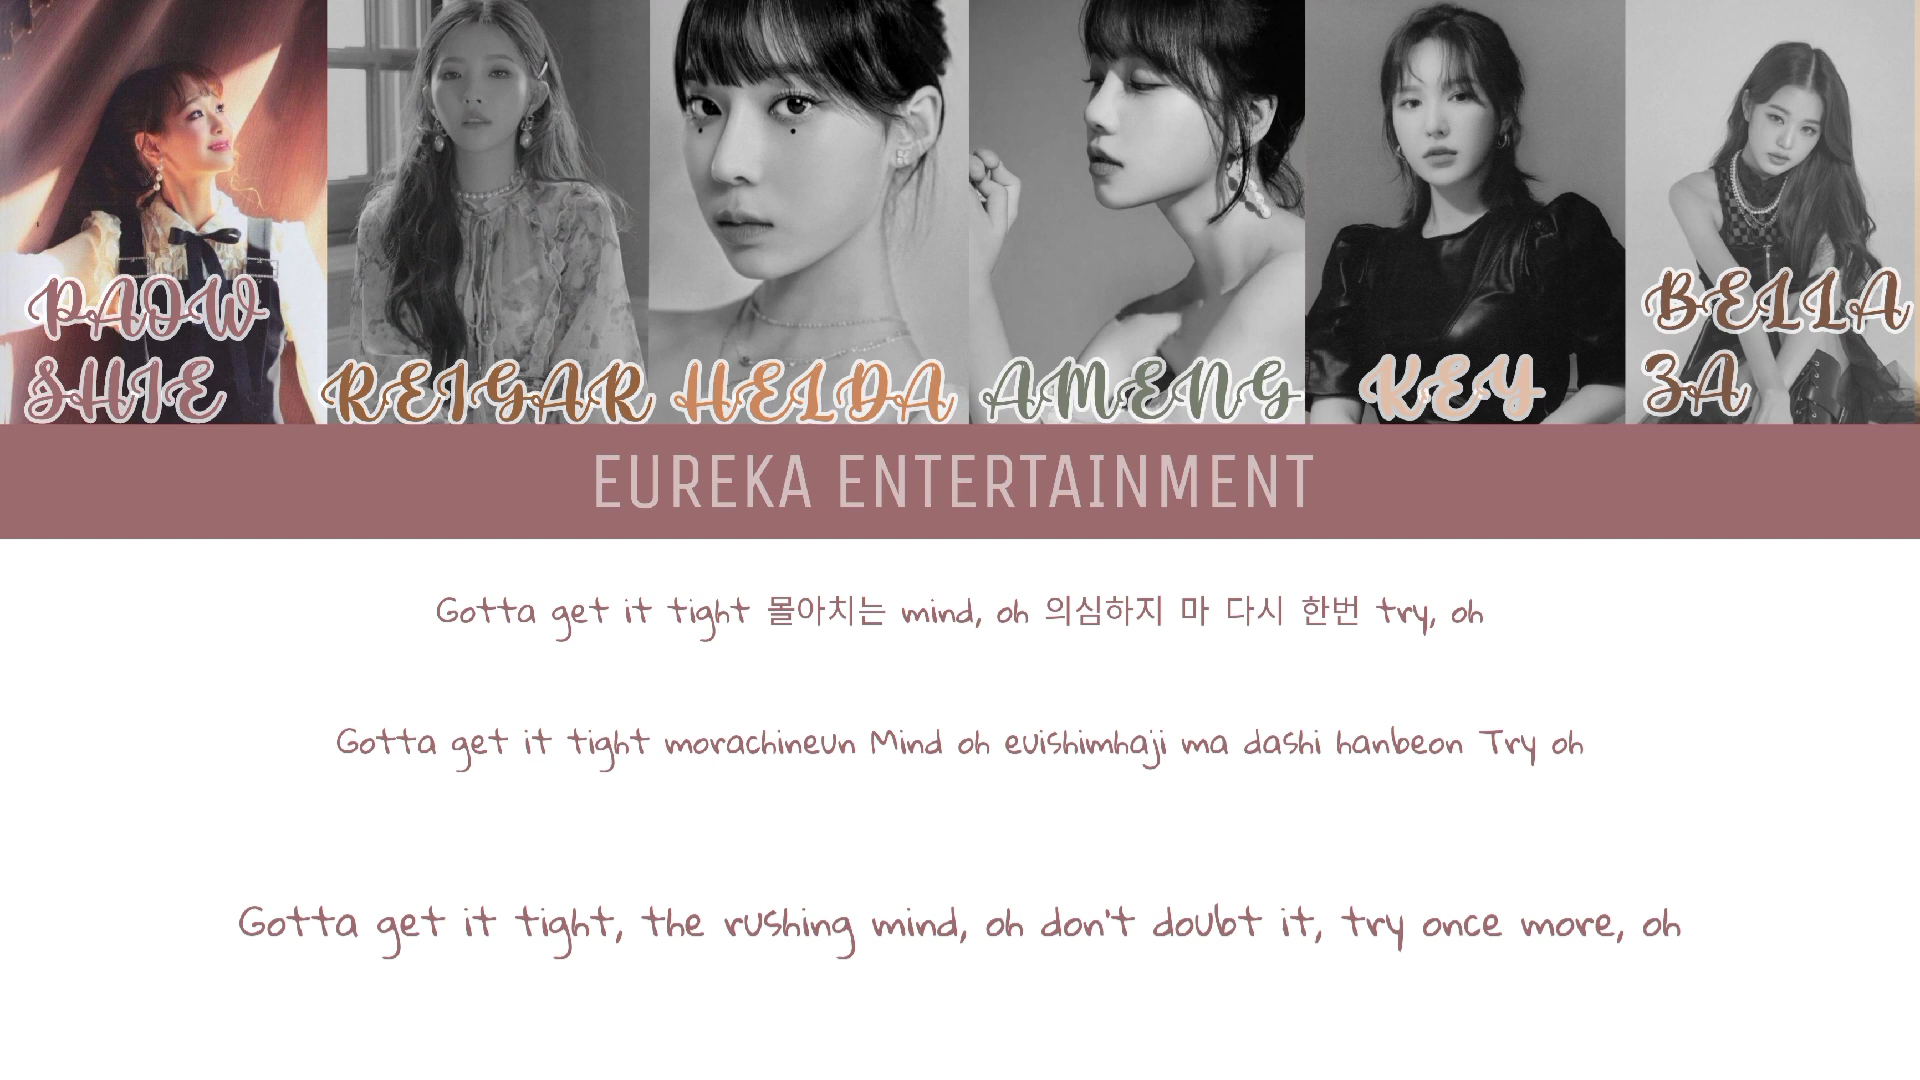 PAOW
SHIE
REIGAR
HELDA
AMENG
KEY
BELLA
ZA
EUREKA ENTERTAINMENT
Gotta get it tight 몰아치는 mind, oh 의심하지 마 다시 한번 try, oh
Gotta get it tight morachineun Mind oh euishimhaji ma dashi hanbeon Try oh
Gotta get it tight, the rushing mind, oh don't doubt it, try once more, oh